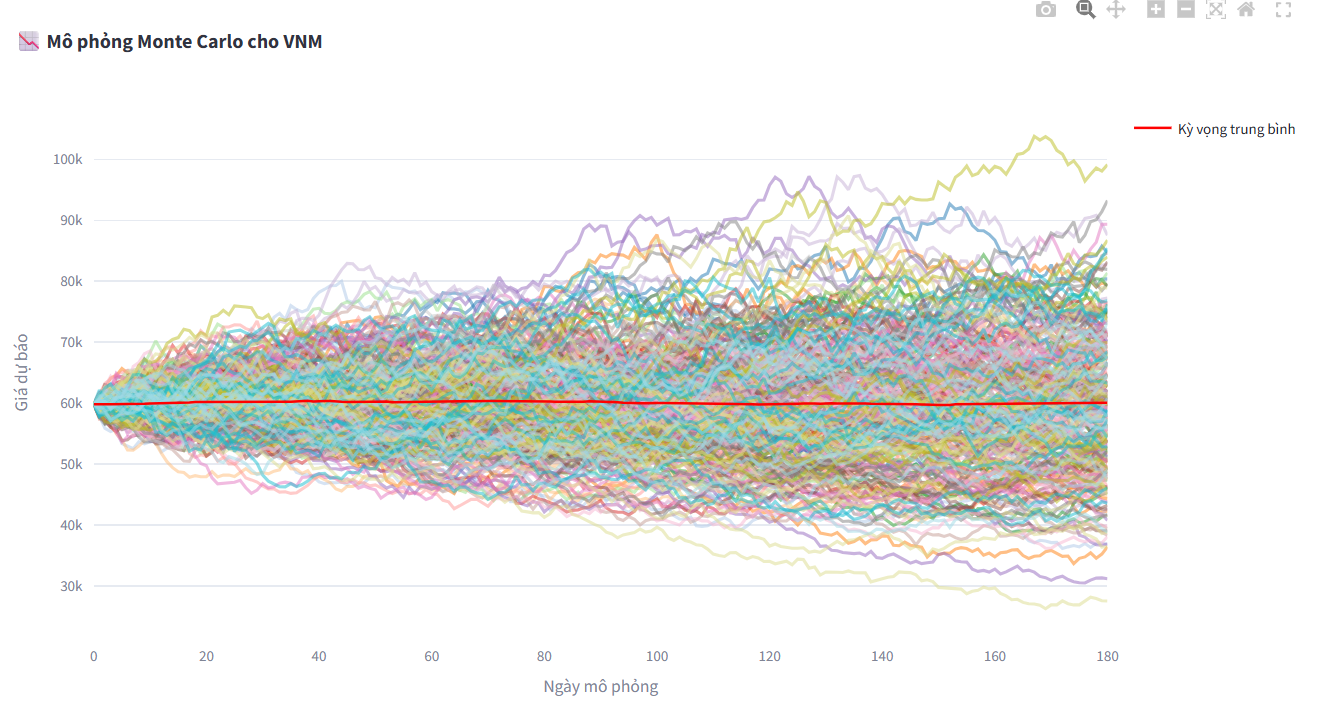 Mô phỏng Monte Carlo cho VNM
Kỳ vọng trung bình
100k
90k
80k
70k
60k
50k
40k
30k
Giá dự báo
0 20 40 60 80 100 120 140 160 180
Ngày mô phỏng